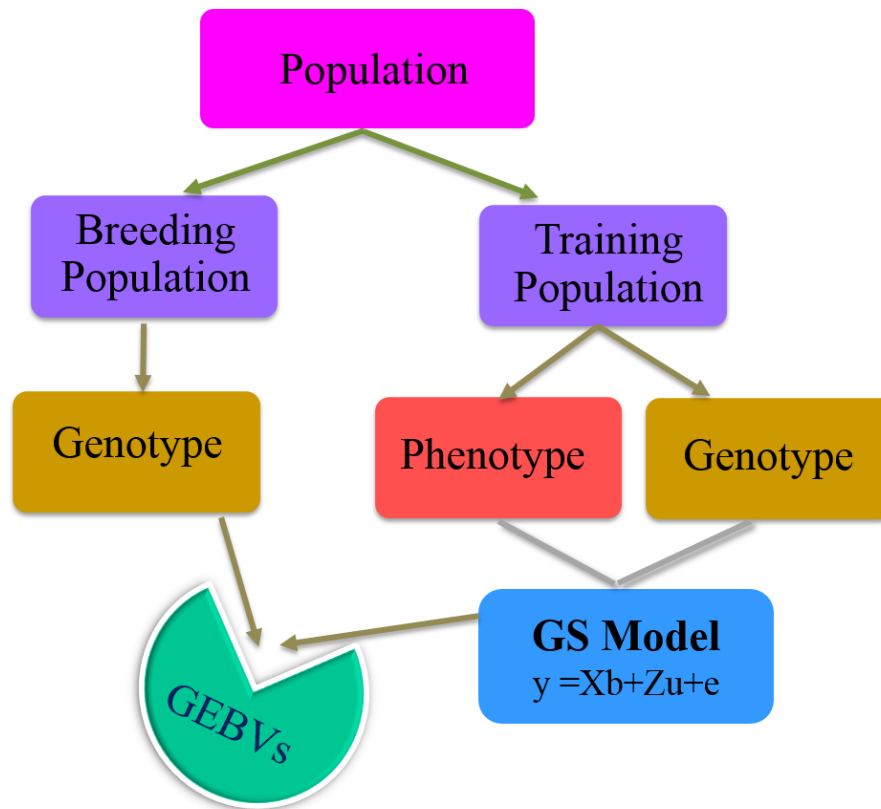 Population
Breeding
Population
Training
Population
Genotype
Phenotype
Genotype
GS Model
y =Xb+Zu+e
GEBVs